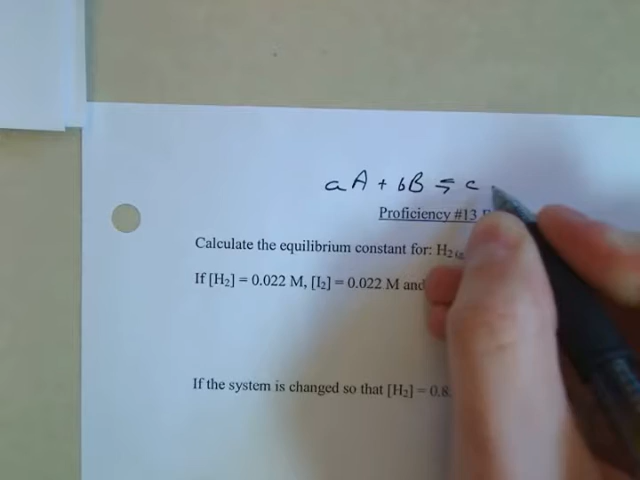 aA + bB ⇌ c
Proficiency #13
Calculate the equilibrium constant for: H₂
If [H₂] = 0.022 M, [I₂] = 0.022 M and
If the system is changed so that [H₂] = 0.8